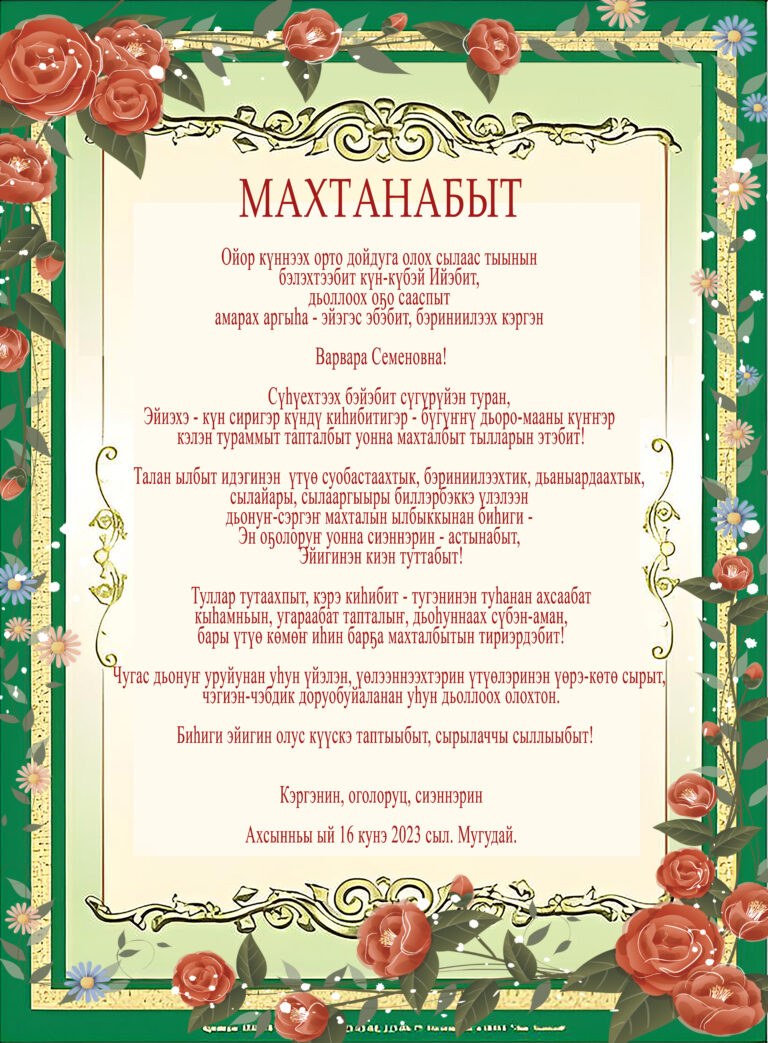 МАХТАНАБЫТ
Ойор күннээх орто дойдуга олох сылаас тыынын
бэлэхтээбит күн-күбэй Ийэбит,
дьоллоох оҕо сааспыт
амарах аргыһа - эйэгэс эбэбит, бэриниилээх кэргэн
Варвара Семеновна!
Сүһүехтээх бэйэбит сүгүрүйэн туран,
Эйиэхэ - күн сиригэр күндү киһибитигэр - бүгүҥҥү дьоро-мааны күҥҥэр
кэлэн тураммыт тапталбыт уонна махталбыт тылларын этэбит!
Талан ылбыт идэгинэн үтүө суобастаахтык, бэриниилээхтик, дьаныардаахтык,
сылайары, сылааргыыры биллэрбэккэ үлэлээн
дьонуҥ-сэргэҥ махталын ылбыккынан биһиги -
Эн оҕолоруҥ уонна сиэннэрин - астынабыт,
Эйигинэн киэн туттабыт!
Туллар тутаахпыт, кэрэ киһибит - тугэнинэн туһанан ахсаабат
кыһамньын, угараабат тапталыҥ, дьоһуннаах сүбэн-аман,
бары үтүө көмөҥ иһин барҕа махталбытын тириэрдэбит!
Чугас дьонуҥ уруйунан уһун үйэлэн, үөлээннээхтэрин үтүөлэринэн үөрэ-көтө сырыт,
чэгиэн-чэбдик доруобуйаланан уһун дьоллоох олохтон.
Биһиги эйигин олус күүскэ таптыыбыт, сырылаччы сыллыыбыт!
Кэргэнин, оголоруц, сиэннэрин
Ахсынньы ый 16 кунэ 2023 сыл. Мугудай.